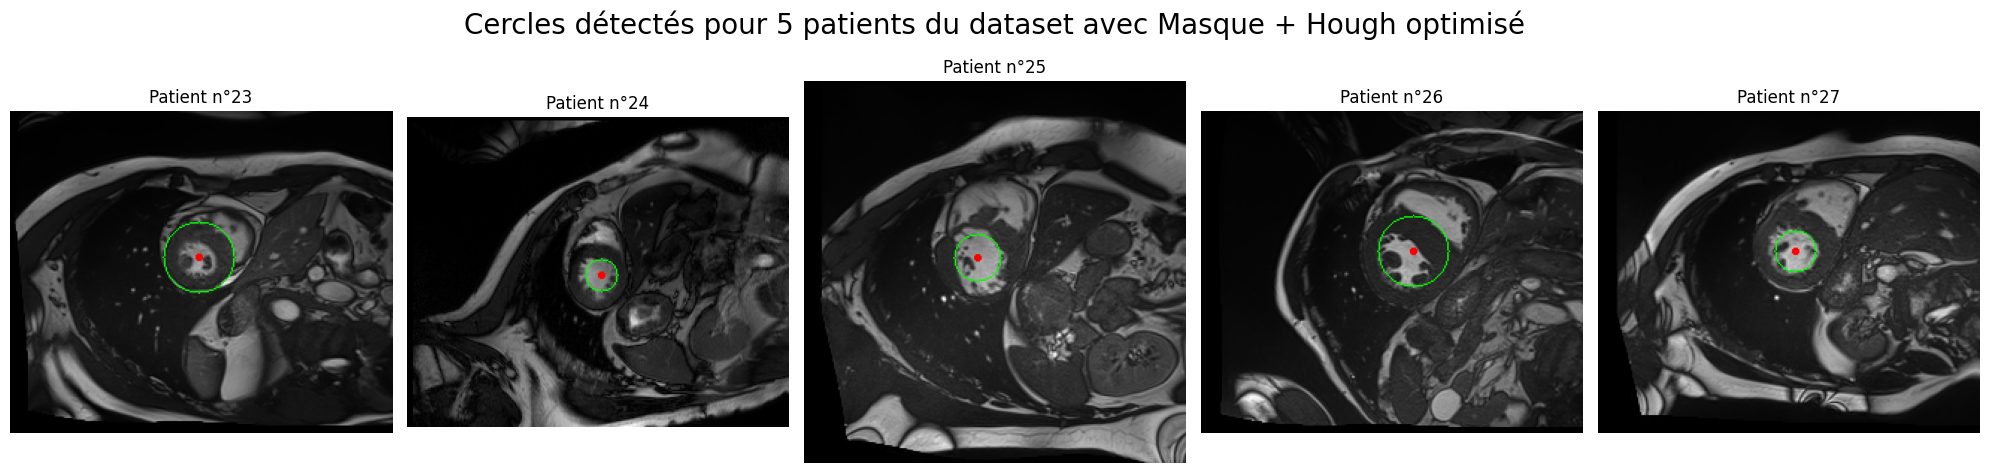 Cercles détectés pour 5 patients du dataset avec Masque + Hough optimisé
Patient n°23
Patient n°24
Patient n°25
Patient n°26
Patient n°27